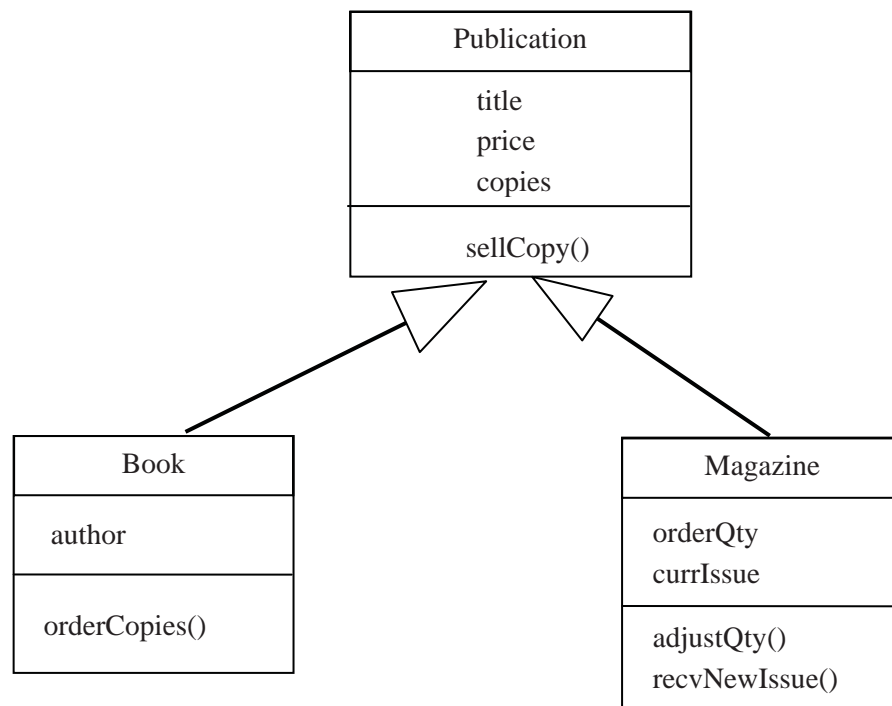 Publication
title
price
copies
sellCopy()
Book
author
orderCopies()
Magazine
orderQty
currIssue
adjustQty()
recvNewIssue()